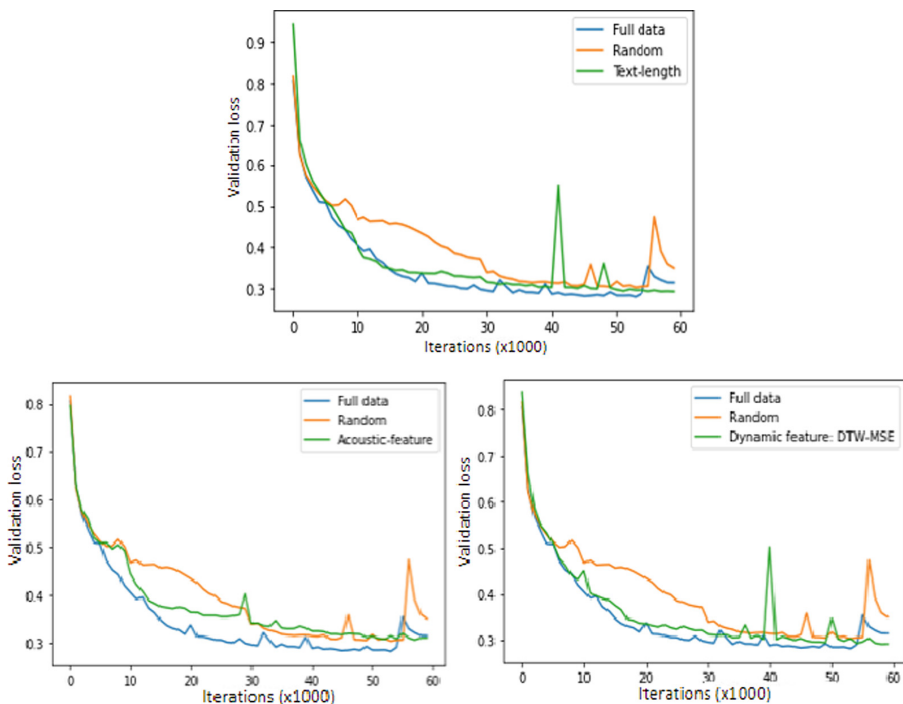 Full data
Random
Text-length
0.9
0.8
0.7
0.6
0.5
0.4
0.3
Validation loss
0 10 20 30 40 50 60
Iterations (x1000)
Full data
Random
Acoustic-feature
0.8
0.7
0.6
0.5
0.4
0.3
Validation loss
0 10 20 30 40 50 60
Iterations (x1000)
Full data
Random
Dynamic feature: DTW-MSE
0.8
0.7
0.6
0.5
0.4
0.3
Validation loss
0 10 20 30 40 50 60
Iterations (x1000)